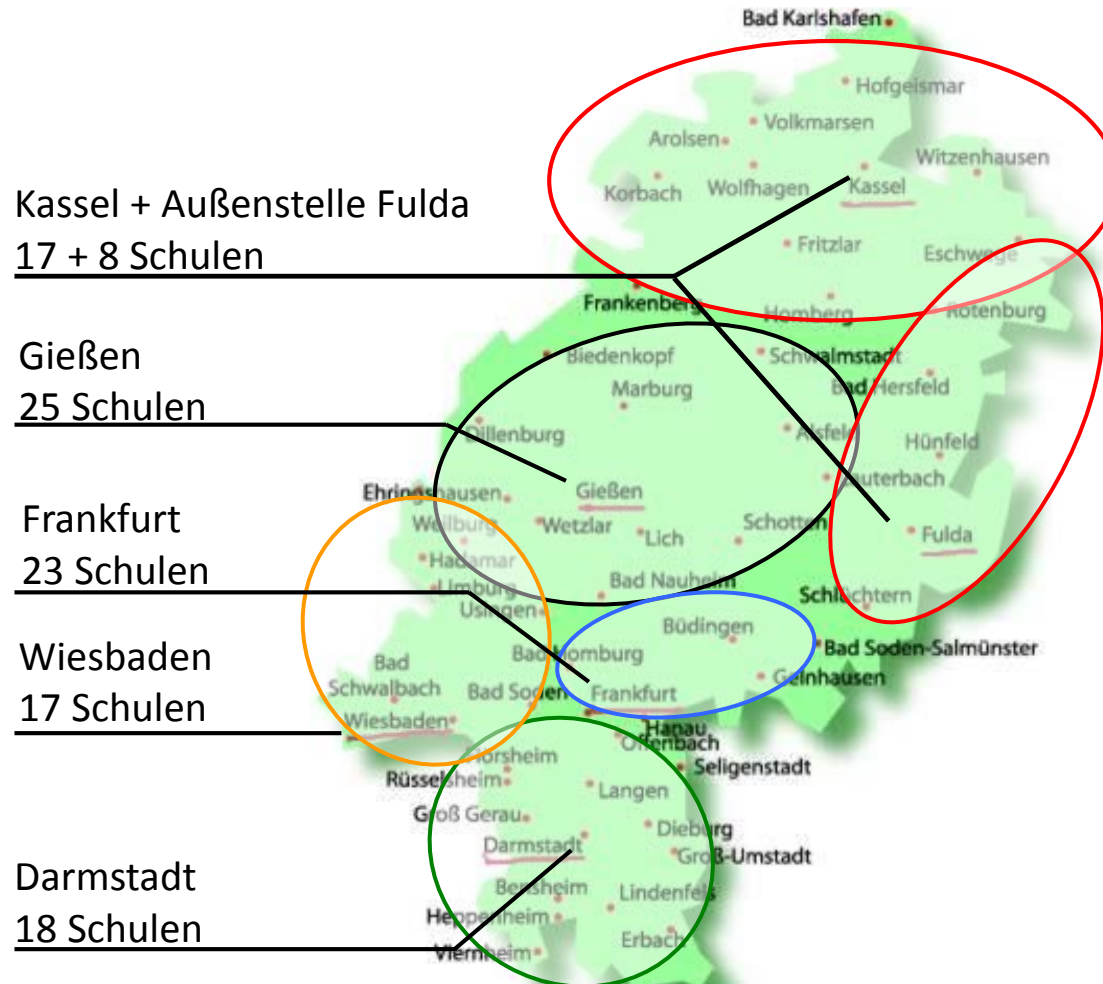 Bad Karlshafen
Hofgeismar
Volkmarsen
Arolsen
Witzenhausen
Korbach
Wolfhagen
Kassel
Kassel + Außenstelle Fulda
17 + 8 Schulen
Fritzlar
Eschwege
Frankenberg
Homberg
Rotenburg
Gießen
25 Schulen
Biedenkopf
Schwalmstadt
Marburg
Bad Hersfeld
Dillenburg
Alsfeld
Hünfeld
Lauterbach
Ehringshausen
Gießen
Frankfurt
23 Schulen
Weilburg
Wetzlar
Lich
Schotten
Fulda
Hadamar
Limburg
Bad Nauheim
Usingen
Schlüchtern
Büdingen
Wiesbaden
17 Schulen
Bad Homburg
Bad Soden-Salmünster
Bad
Schwalbach
Bad Soden
Frankfurt
Gelnhausen
Wiesbaden
Hanau
Offenbach
Flörsheim
Rüsselsheim
Seligenstadt
Langen
Groß Gerau
Dieburg
Darmstadt
Groß-Umstadt
Darmstadt
18 Schulen
Bensheim
Lindenfels
Heppenheim
Erbach
Viernheim